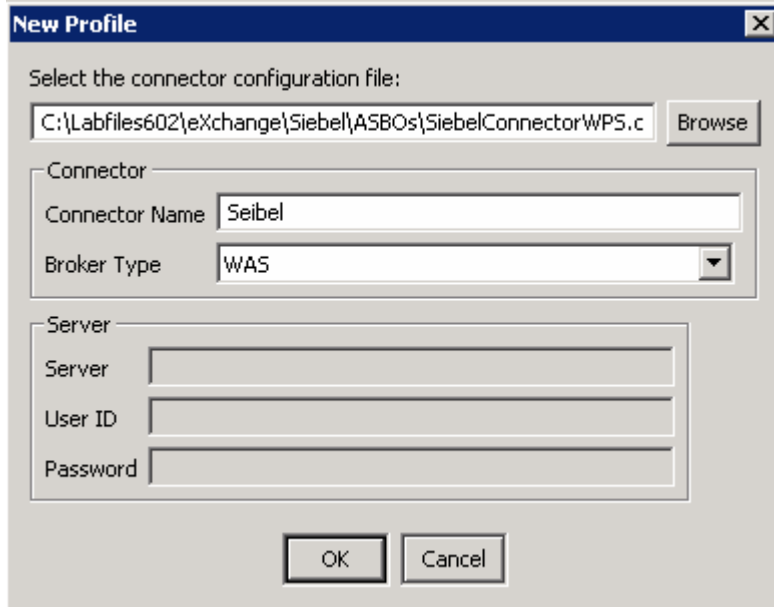 New Profile
Select the connector configuration file:
C:\Labfiles602\eXchange\Siebel\ASBOs\SiebelConnectorWPS.c Browse
Connector
Connector Name Seibel
Broker Type WAS
Server
Server
User ID
Password
OK Cancel